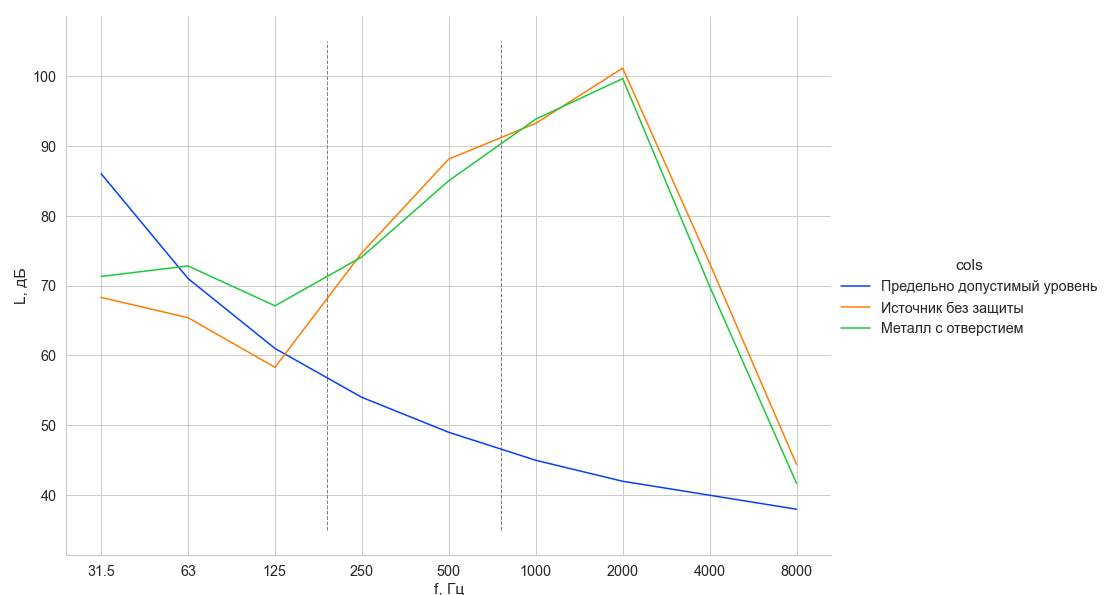 100
90
80
70
60
50
40
L, дБ
31.5 63 125 250 500 1000 2000 4000 8000
f, Гц
cols
Предельно допустимый уровень
Источник без защиты
Металл с отверстием